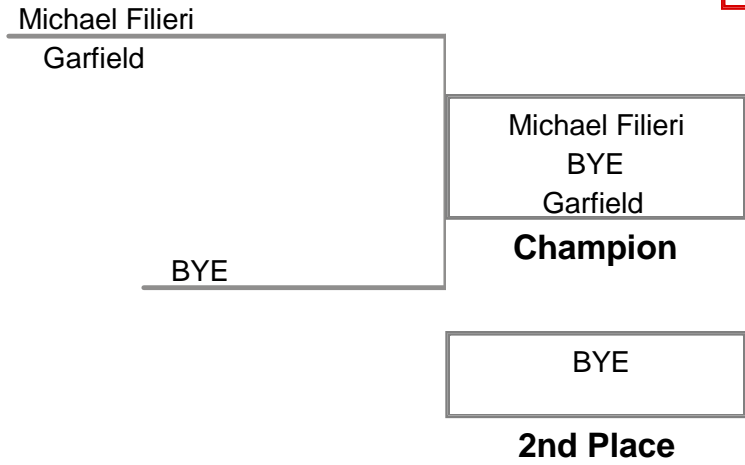 Michael Filieri
Garfield
Michael Filieri
BYE
Garfield
Champion
BYE
BYE
2nd Place